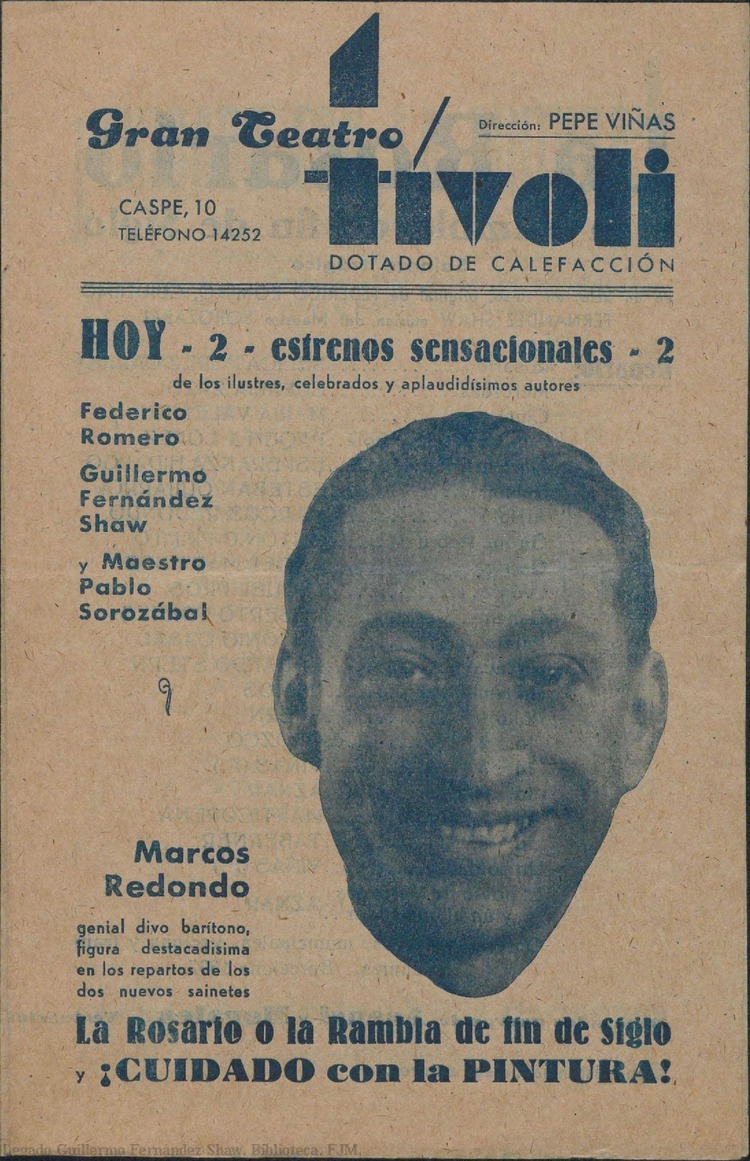 Gran Teatro Tívoli
Dirección: PEPE VIÑAS
CASPE, 10
TELÉFONO 14252
DOTADO DE CALEFACCIÓN
HOY - 2 - estrenos sensacionales - 2
de los ilustres, celebrados y aplaudidísimos autores
Federico
Romero
Guillermo
Fernández
Shaw
y Maestro
Pablo
Sorozábal
Marcos
Redondo
genial divo barítono,
figura destacadisima
en los repartos de los
dos nuevos sainetes
La Rosario o la Rambla de fin de Siglo
y ¡CUIDADO con la PINTURA!
Legado Guillermo Fernández Shaw. Biblioteca. FJM.